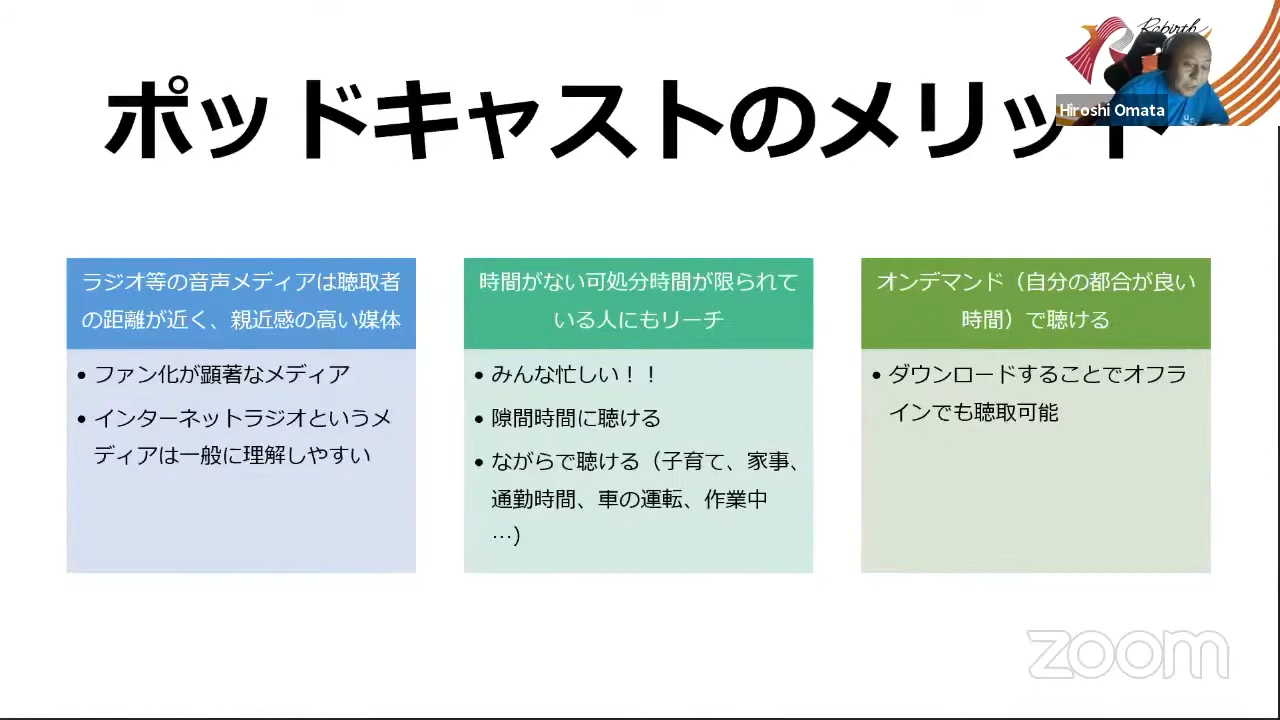 Rebirth
Hiroshi Omata
ポッドキャストのメリット
ラジオ等の音声メディアは聴取者
の距離が近く、親近感の高い媒体
• ファン化が顕著なメディア
• インターネットラジオというメ
ディアは一般に理解しやすい
時間がない可処分時間が限られて
いる人にもリーチ
• みんな忙しい！！
• 隙間時間に聴ける
• ながらで聴ける（子育て、家事、
通勤時間、車の運転、作業中
…)
オンデマンド（自分の都合が良い
時間）で聴ける
• ダウンロードすることでオフラ
インでも聴取可能
zoom